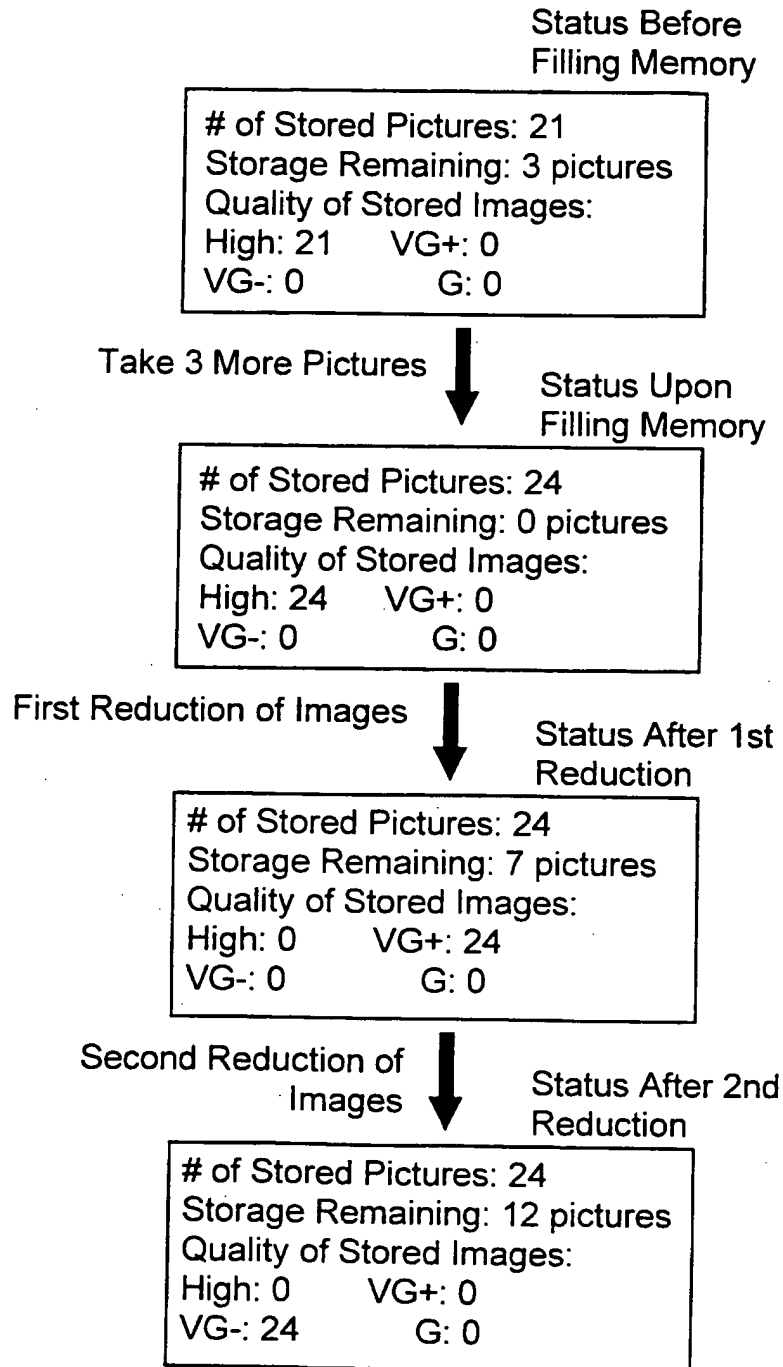 Status Before
Filling Memory
# of Stored Pictures: 21
Storage Remaining: 3 pictures
Quality of Stored Images:
High: 21 VG+: 0
VG-: 0 G: 0
Take 3 More Pictures
Status Upon
Filling Memory
# of Stored Pictures: 24
Storage Remaining: 0 pictures
Quality of Stored Images:
High: 24 VG+: 0
VG-: 0 G: 0
First Reduction of Images
Status After 1st
Reduction
# of Stored Pictures: 24
Storage Remaining: 7 pictures
Quality of Stored Images:
High: 0 VG+: 24
VG-: 0 G: 0
Second Reduction of
Images
Status After 2nd
Reduction
# of Stored Pictures: 24
Storage Remaining: 12 pictures
Quality of Stored Images:
High: 0 VG+: 0
VG-: 24 G: 0